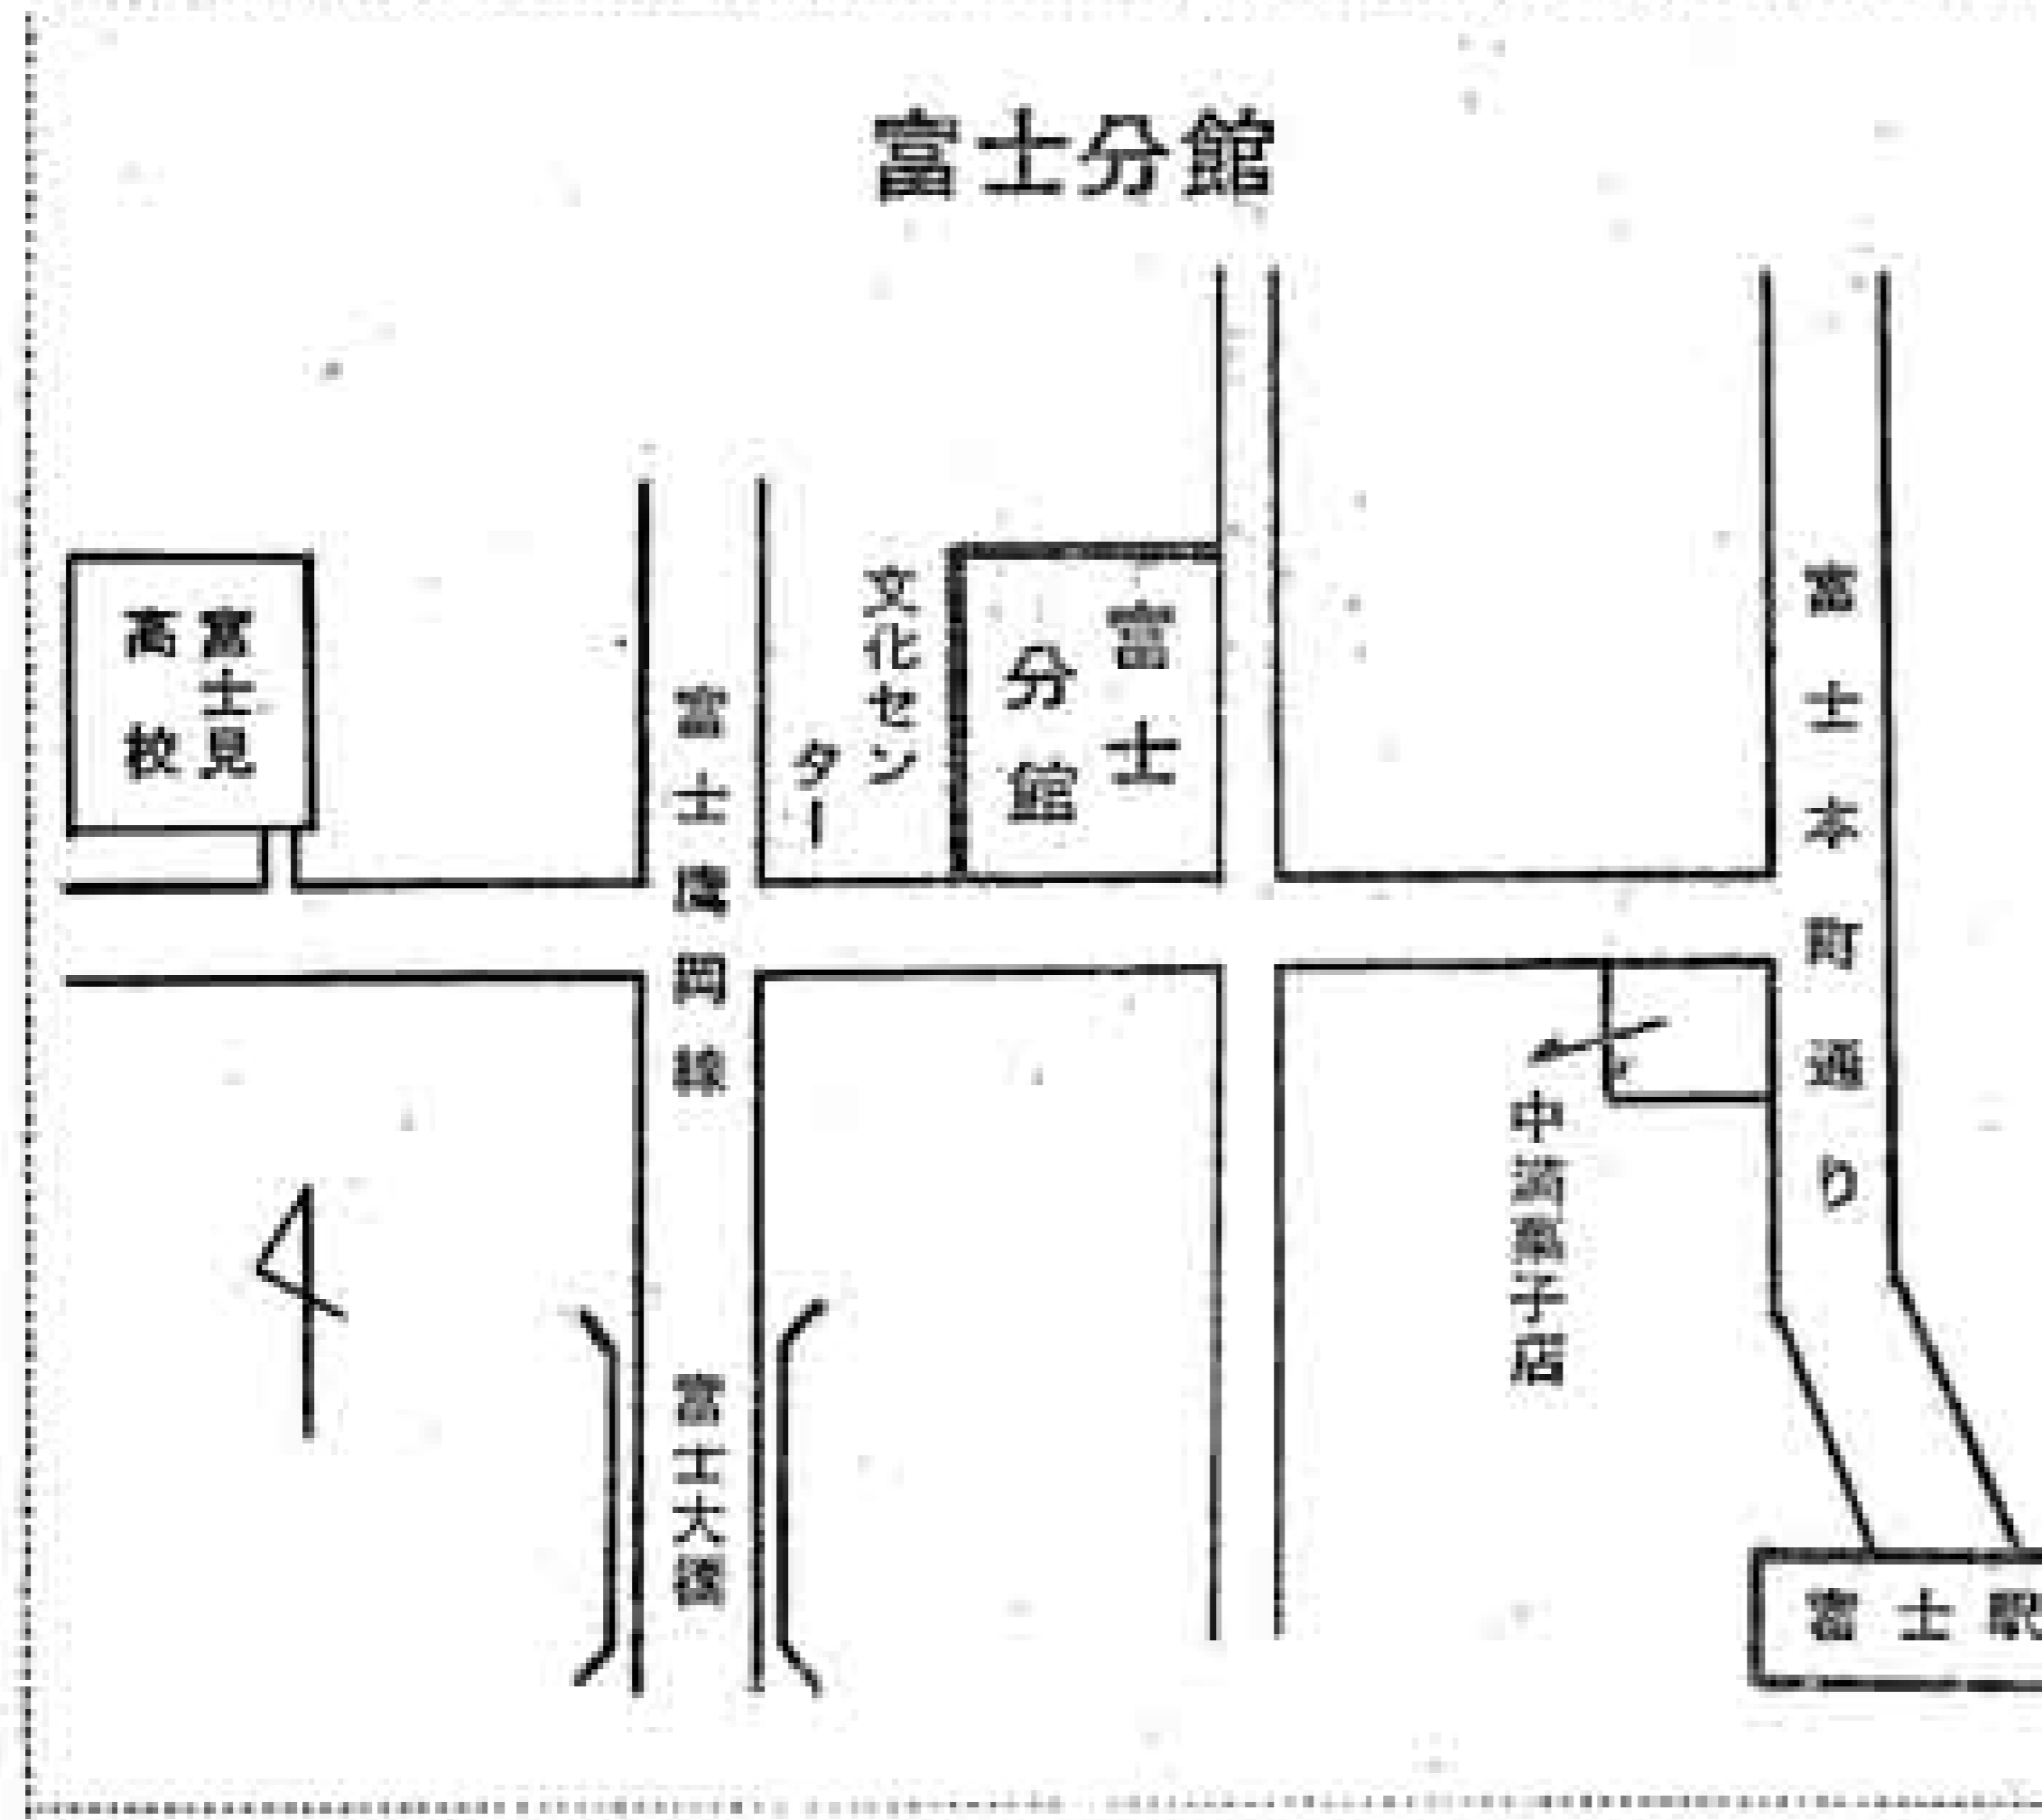 富士分館
富士見
高校
富士鷹岡線
文化セン
ター
富士
分館
富士本町通り
中満菓子店
富士大橋
富士駅